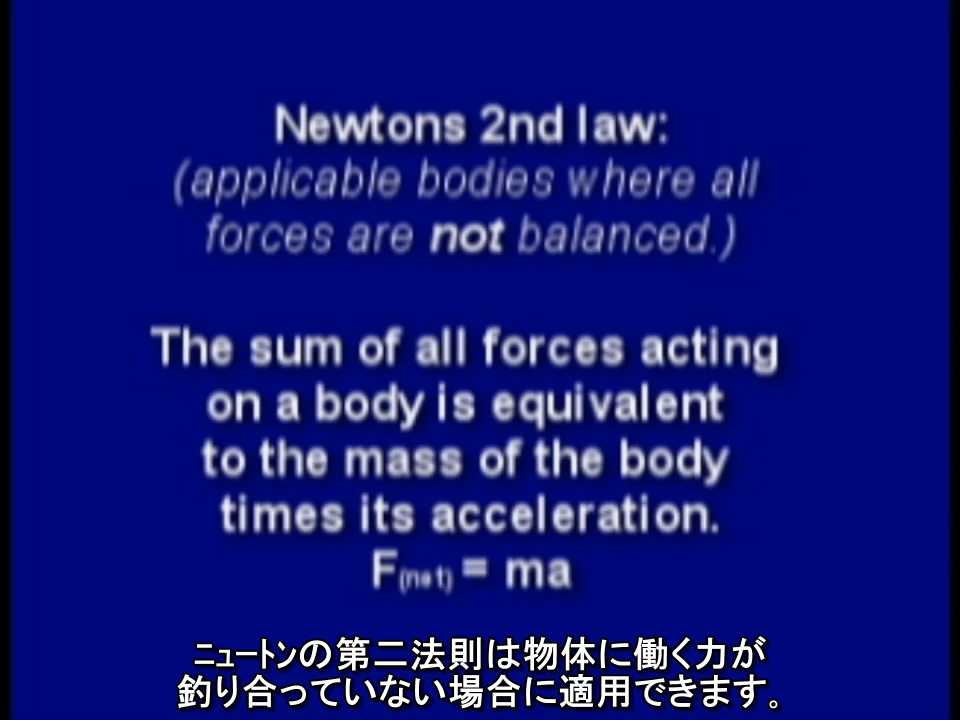 Newtons 2nd law:
(applicable bodies where all
forces are not balanced.)
The sum of all forces acting
on a body is equivalent
to the mass of the body
times its acceleration.
F(net) = ma
ニュートンの第二法則は物体に働く力が
釣り合っていない場合に適用できます。